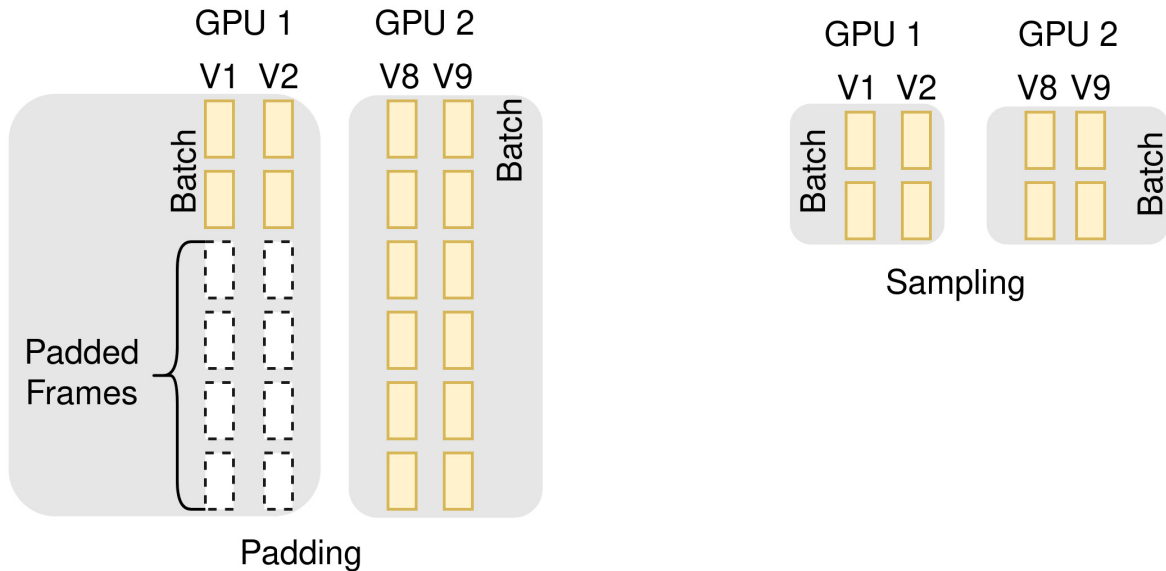 GPU 1 GPU 2
V1 V2 V8 V9
Batch
Batch
Padded
Frames
Padding
GPU 1 GPU 2
V1 V2 V8 V9
Batch
Batch
Sampling